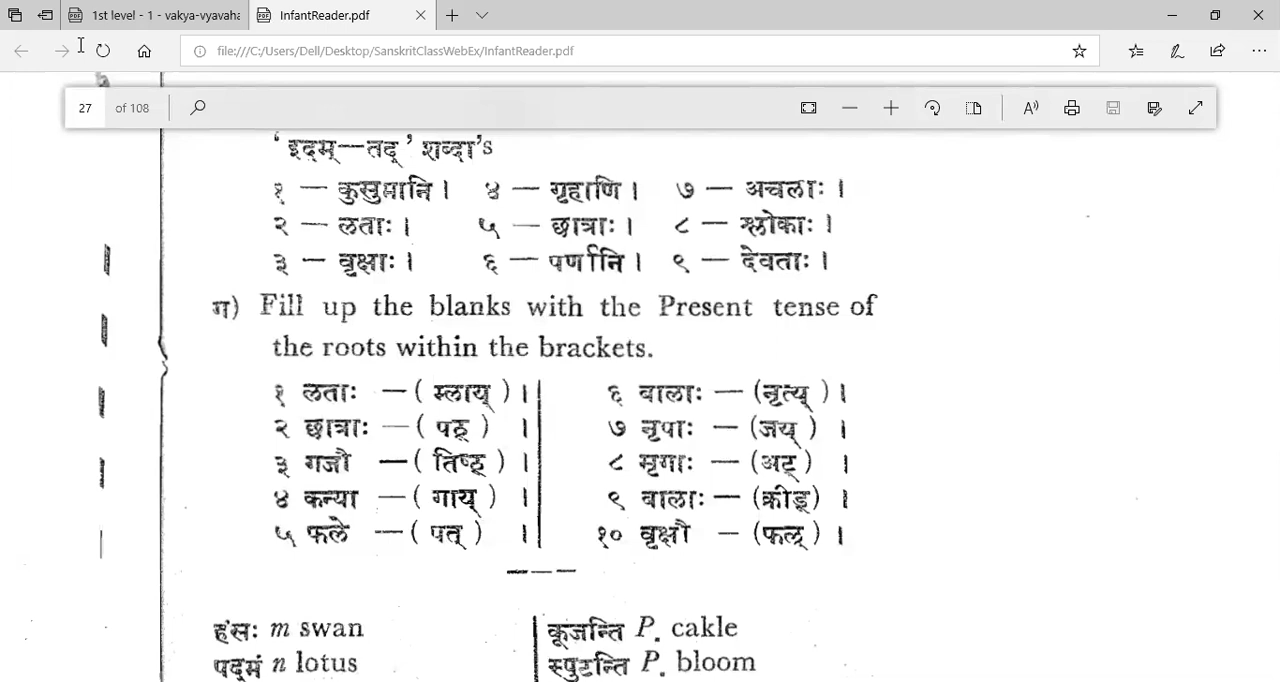 1st level - 1 - vakya-vyavaha
InfantReader.pdf
file:///C:/Users/Dell/Desktop/SanskritClassWebEx/InfantReader.pdf
27 of 108
‘इदम्—तद्’ शब्दा's
१ — कुसुमानि। ४ — गृहाणि। ७ — अचलाः।
२ — लताः। ५ — छात्राः। ८ — श्लोकाः।
३ — वृक्षाः। ६ — पर्णानि। ९ — देवताः।
ग) Fill up the blanks with the Present tense of
the roots within the brackets.
१ लताः —( म्लाय् )। ६ बालाः —(नृत्य् )।
२ छात्राः —( पठ् )। ७ नृपाः —(जय् )।
३ गजौ —( तिष्ठ् )। ८ मृगाः —(अट्)।
४ कन्या —( गाय् )। ९ बालाः —(क्रीड्)।
५ फले —( पत् )। १० वृक्षौ —(फल्)।
हंसः m swan कूजन्ति P. cakle
पद्मं n lotus स्पुटन्ति P. bloom